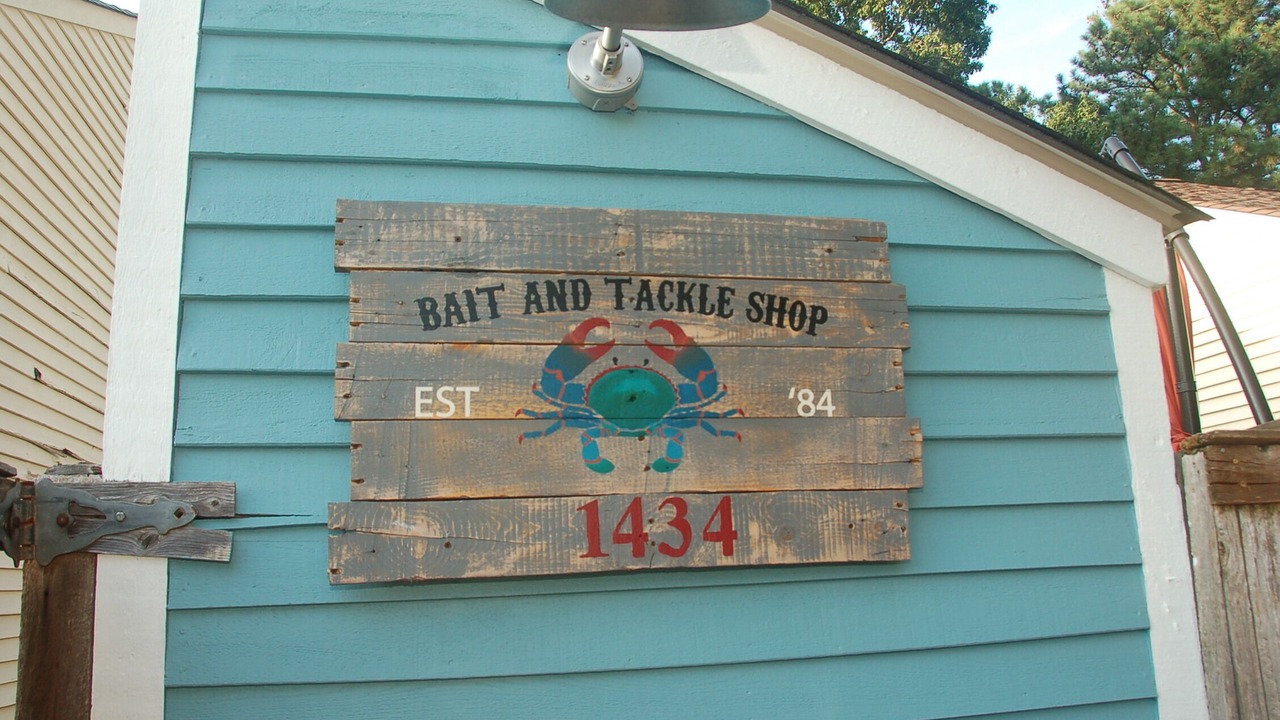 BAIT AND TACKLE SHOP
EST ‘84
1434